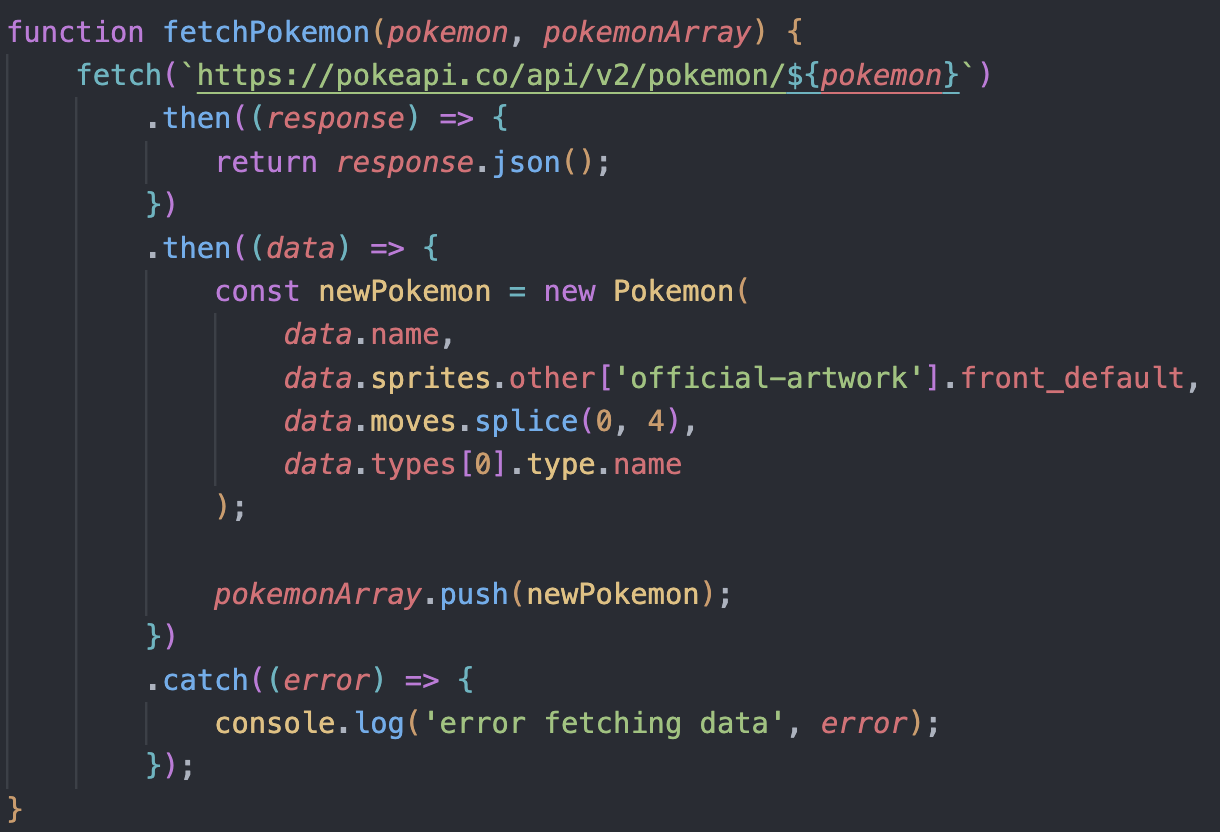 function fetchPokemon(pokemon, pokemonArray) {
    fetch(`https://pokeapi.co/api/v2/pokemon/${pokemon}`)
        .then((response) => {
            return response.json();
        })
        .then((data) => {
            const newPokemon = new Pokemon(
                data.name,
                data.sprites.other['official-artwork'].front_default,
                data.moves.splice(0, 4),
                data.types[0].type.name
            );

            pokemonArray.push(newPokemon);
        })
        .catch((error) => {
            console.log('error fetching data', error);
        });
}